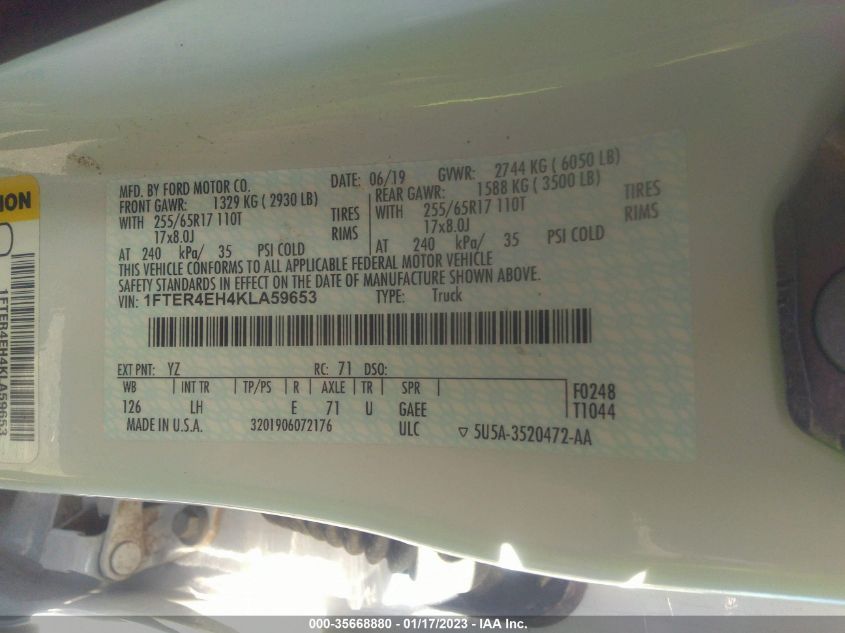 MFD. BY FORD MOTOR CO. DATE: 06/19 GVWR: 2744 KG ( 6050 LB)
FRONT GAWR: 1329 KG ( 2930 LB) REAR GAWR: 1588 KG ( 3500 LB)
WITH 255/65R17 110T TIRES WITH 255/65R17 110T TIRES
17x8.0J RIMS 17x8.0J RIMS
AT 240 kPa/ 35 PSI COLD AT 240 kPa/ 35 PSI COLD
THIS VEHICLE CONFORMS TO ALL APPLICABLE FEDERAL MOTOR VEHICLE
SAFETY STANDARDS IN EFFECT ON THE DATE OF MANUFACTURE SHOWN ABOVE.
VIN: 1FTER4EH4KLA59653 TYPE: Truck
EXT PNT: YZ RC: 71 DSO:
WB INT TR TP/PS R AXLE TR SPR F0248
126 LH E 71 U GAEE T1044
MADE IN U.S.A. 3201906072176 ULC ▽ 5U5A-3520472-AA
ION
1FTER4EH4KLA59653
000-35668880 - 01/17/2023 - IAA Inc.